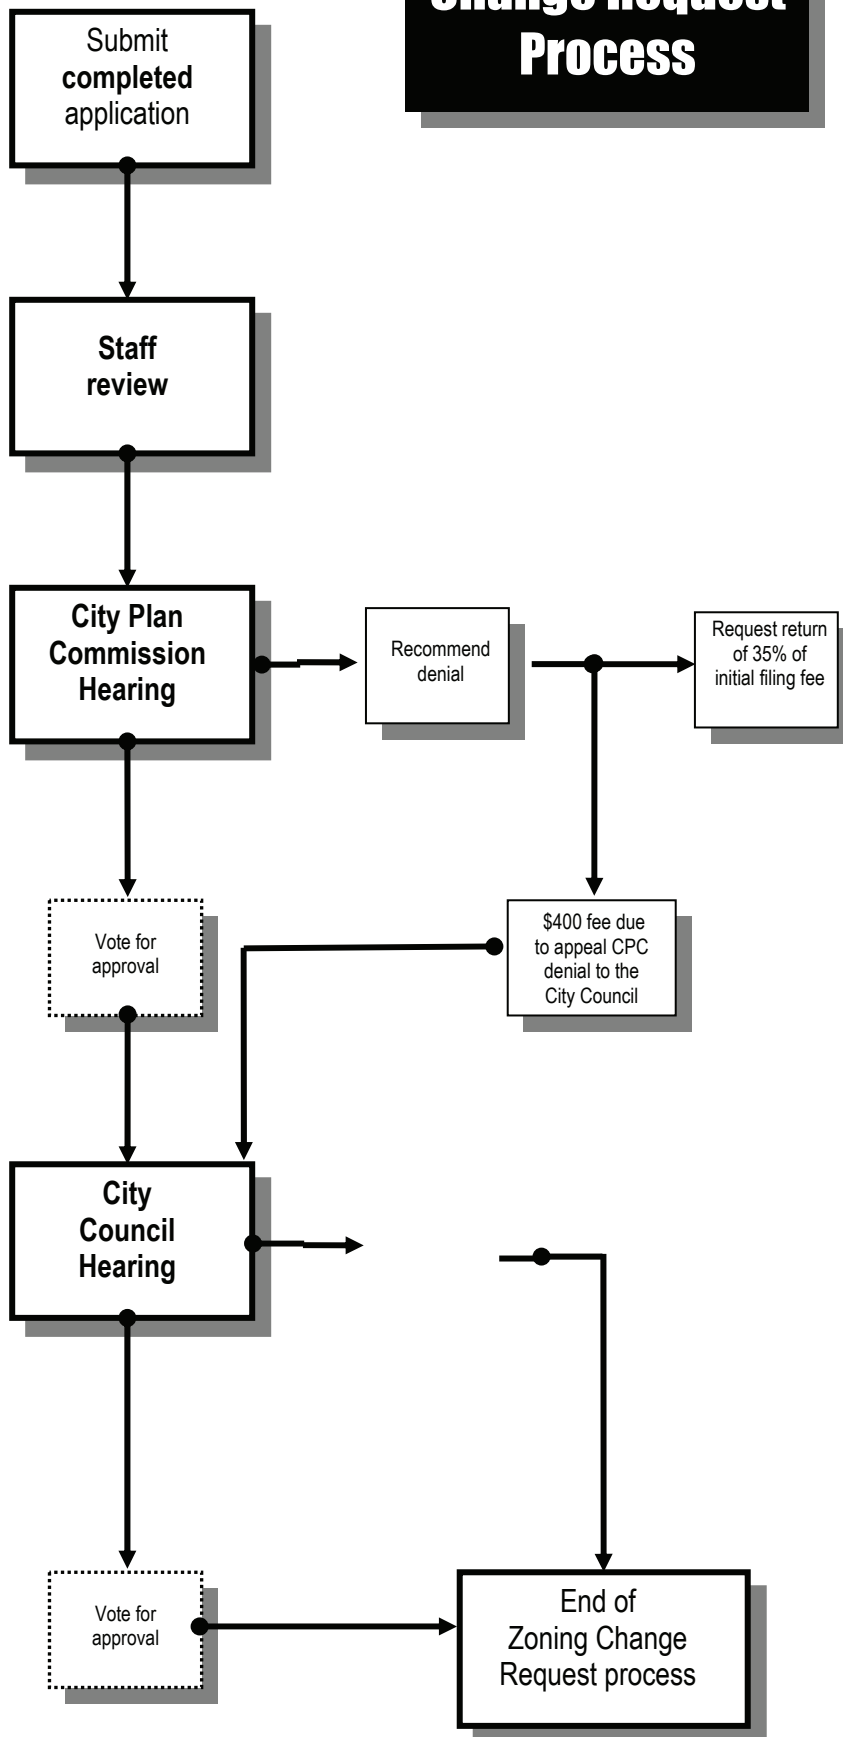 Change Request
Process
Submit
completed
application
Staff
review
City Plan
Commission
Hearing
Recommend
denial
Request return
of 35% of
initial filing fee
Vote for
approval
$400 fee due
to appeal CPC
denial to the
City Council
City
Council
Hearing
Vote for
approval
End of
Zoning Change
Request process